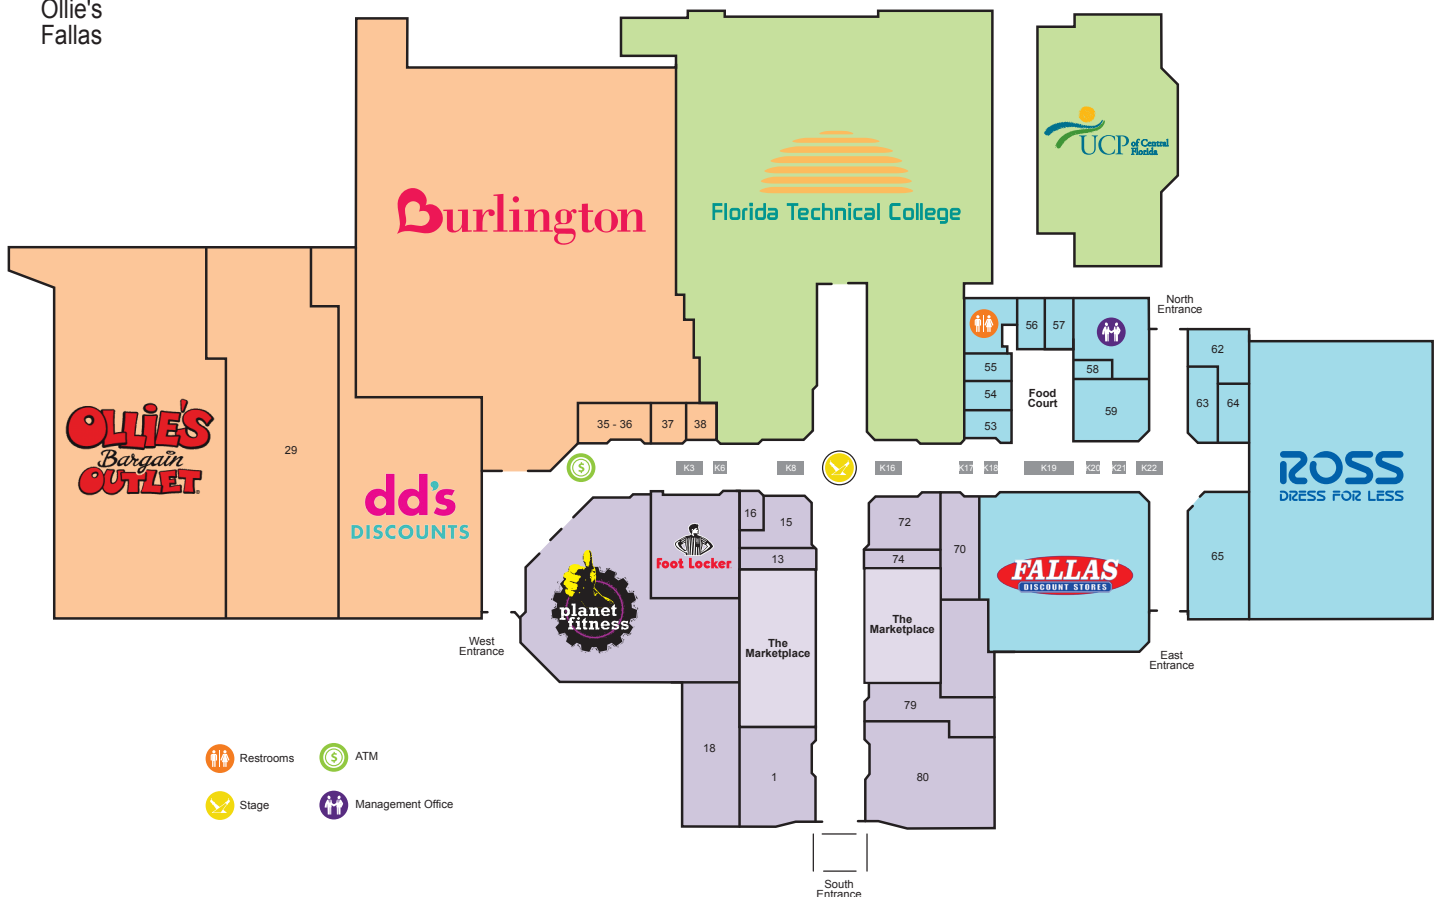 Ollie's
Fallas
Burlington
Florida Technical College
UCP of Central
Florida
North
Entrance
56
57
62
55
58
54
Food
Court
63
64
59
53
35 - 36
37
38
29
OLLIE'S
Bargain
OUTLET
dd's
DISCOUNTS
$
K3
K6
K8
K16
K17
K18
K19
K20
K21
K22
ROSS
DRESS FOR LESS
16
15
13
Foot Locker
72
74
70
FALLAS
DISCOUNT STORES
65
planet
fitness
The
Marketplace
The
Marketplace
West
Entrance
East
Entrance
79
18
1
80
Restrooms
$
ATM
Stage
Management Office
South
Entrance